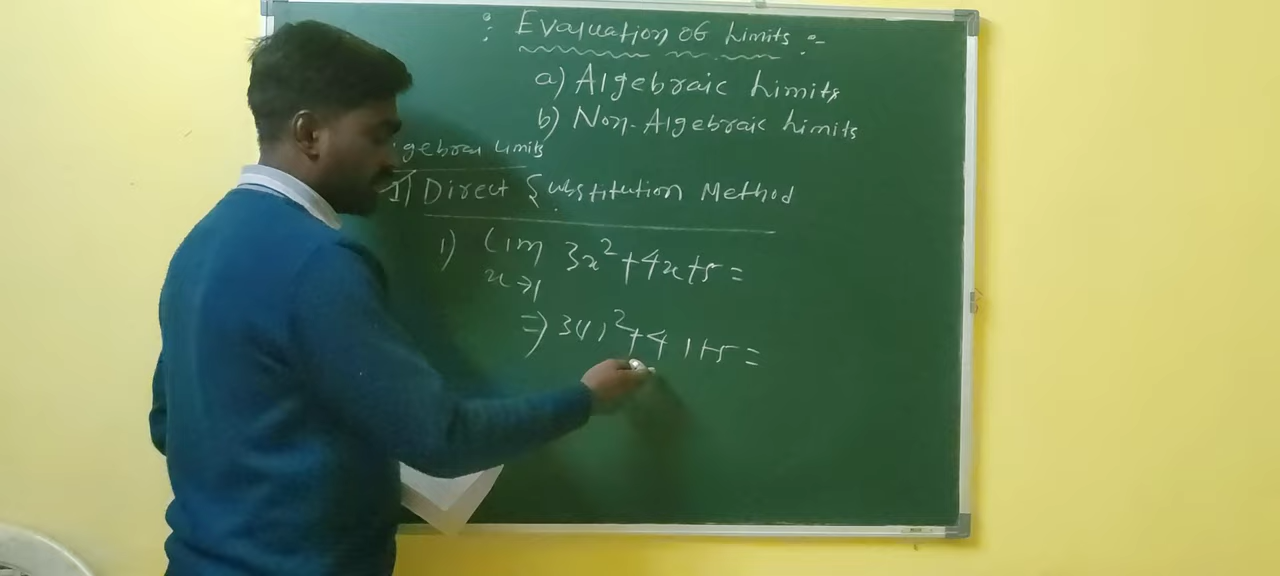 : Evaluation of Limits :-
a) Algebraic Limits
b) Non-Algebraic Limits
gebraic Limits
I) Direct Substitution Method
1) Lim x→1 3x²+4x+5=
⇒ 3(1)²+4 1+5=